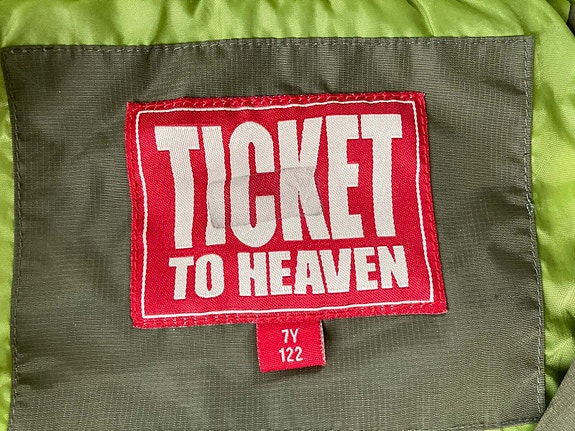 TICKET
TO HEAVEN
7Y
122